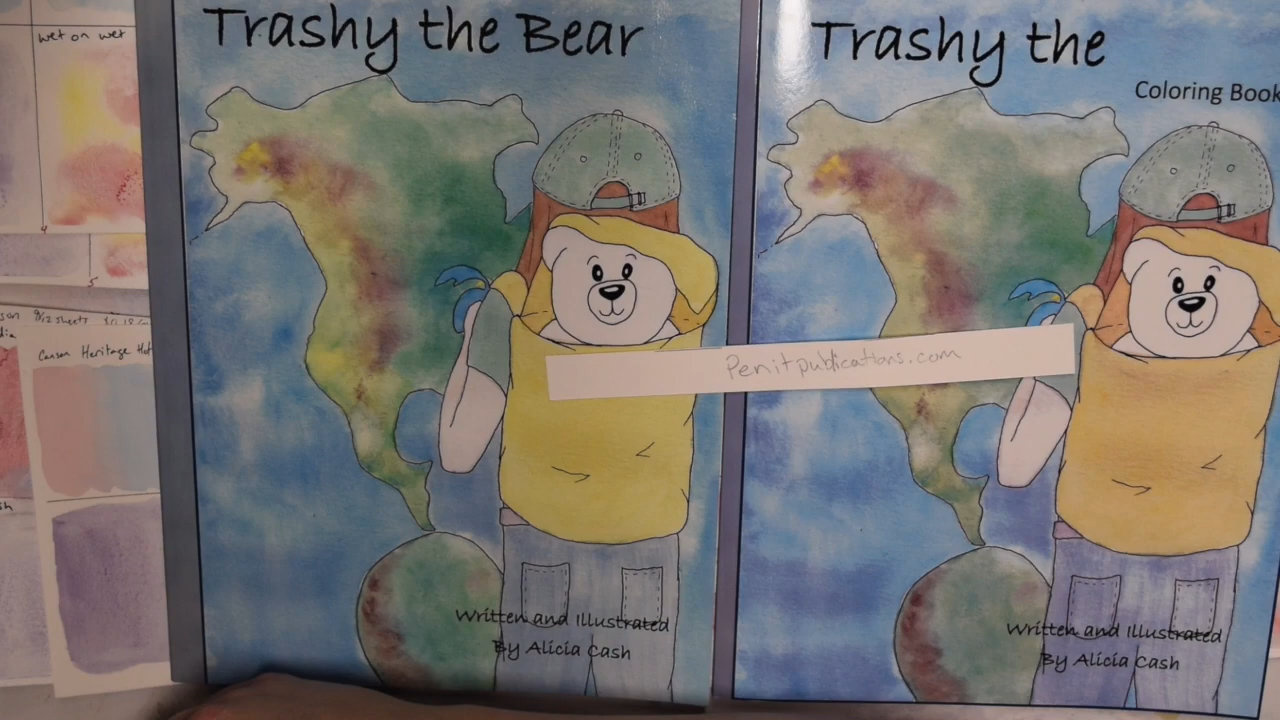 wet on wet
Trashy the Bear
Trashy the
Coloring Book
Penitpublications.com
Canson Heritage Hot
Written and Illustrated
By Alicia Cash
Written and Illustrated
By Alicia Cash